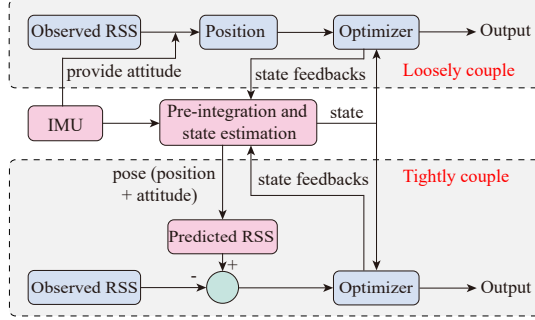 Observed RSS
Position
Optimizer
Output
provide attitude
state feedbacks
Loosely couple
IMU
Pre-integration and
state estimation
state
pose (position
+ attitude)
state feedbacks
Tightly couple
Predicted RSS
- +
Observed RSS
Optimizer
Output